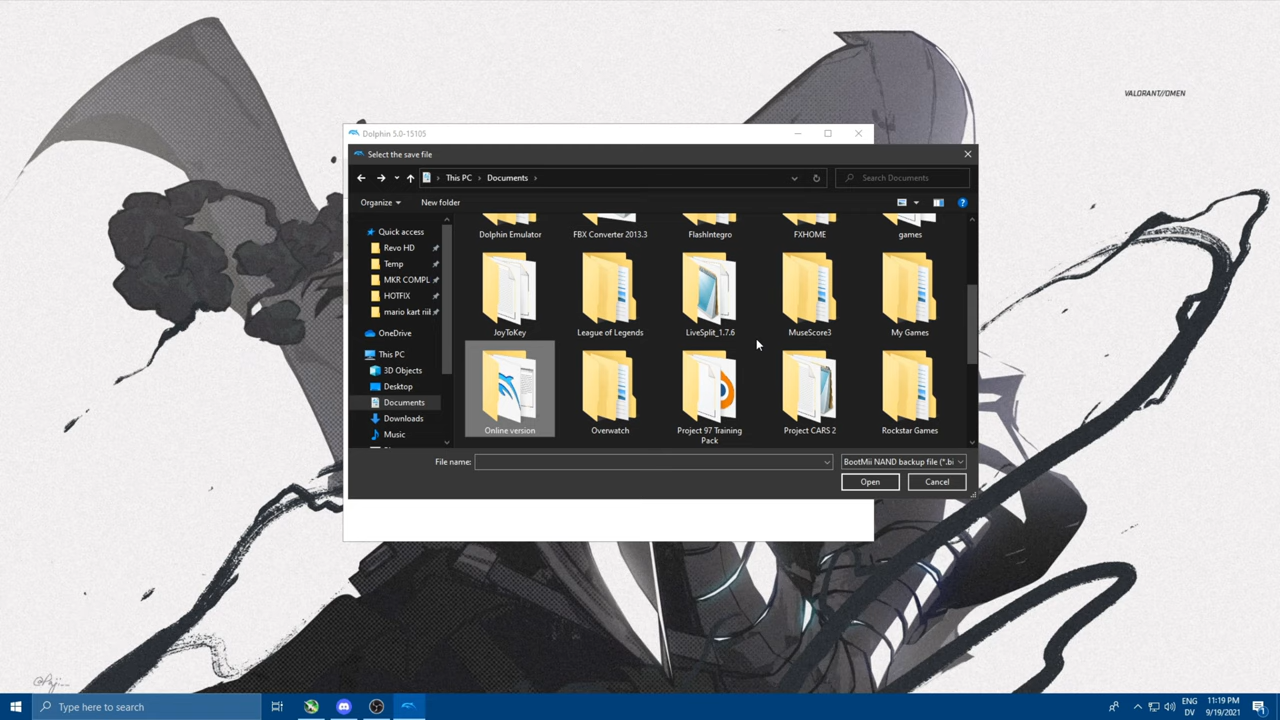 VALORANT//OMEN
Dolphin 5.0-15105
Select the save file
This PC
Documents
Search Documents
Organize
New folder
Quick access
Revo HD
Temp
MKR COMPL
HOTFIX
mario kart riil
OneDrive
This PC
3D Objects
Desktop
Documents
Downloads
Music
Dolphin Emulator
FBX Converter 2013.3
FlashIntegro
FXHOME
games
JoyToKey
League of Legends
LiveSplit_1.7.6
MuseScore3
My Games
Online version
Overwatch
Project 97 Training
Pack
Project CARS 2
Rockstar Games
File name:
BootMii NAND backup file (*.bi
Open
Cancel
Type here to search
ENG
DV
11:19 PM
9/19/2021
1